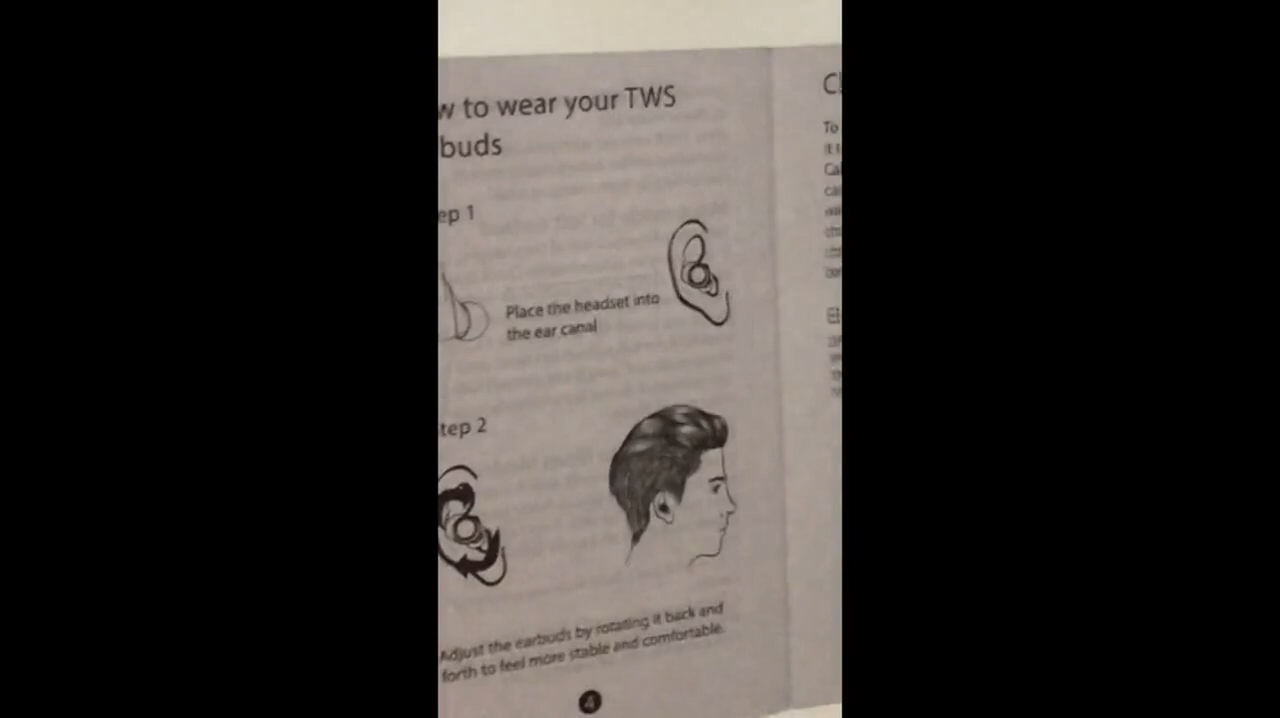 w to wear your TWS
buds
ep 1
Place the headset into
the ear canal
tep 2
Adjust the earbuds by rotating it back and
forth to feel more stable and comfortable.
4
To